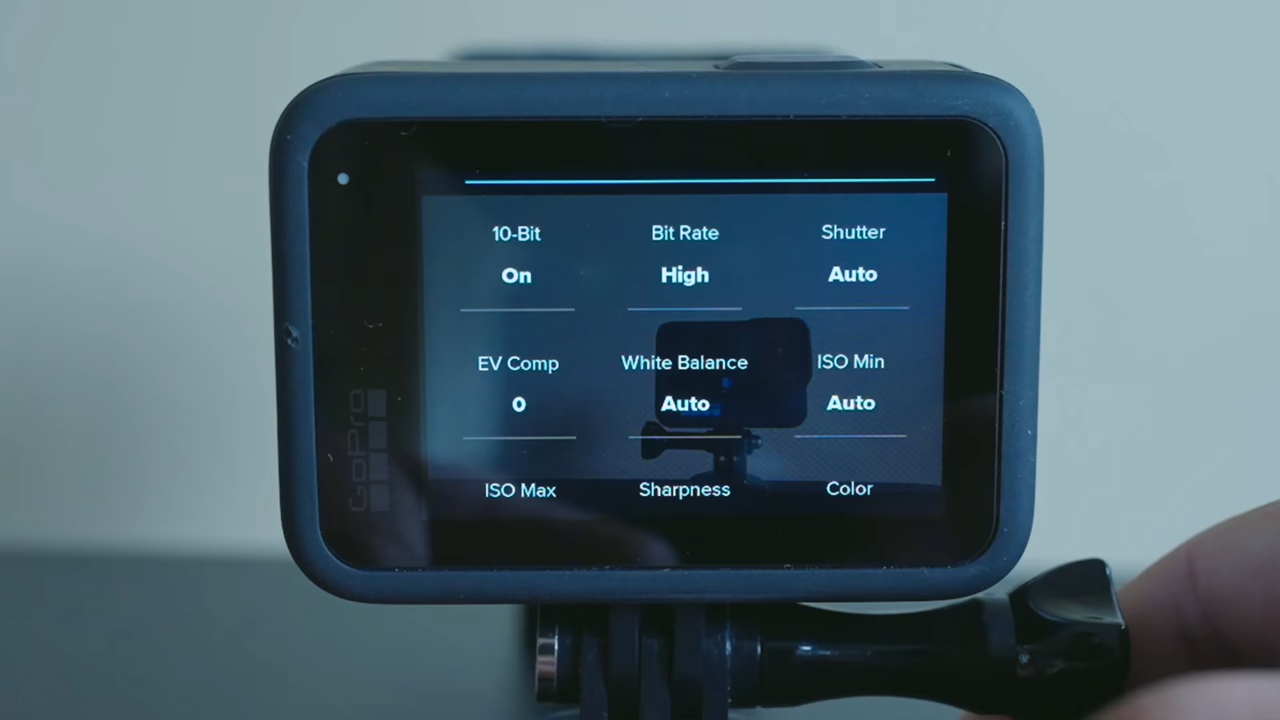 10-Bit Bit Rate Shutter
On High Auto
EV Comp White Balance ISO Min
0 Auto Auto
ISO Max Sharpness Color
GoPro